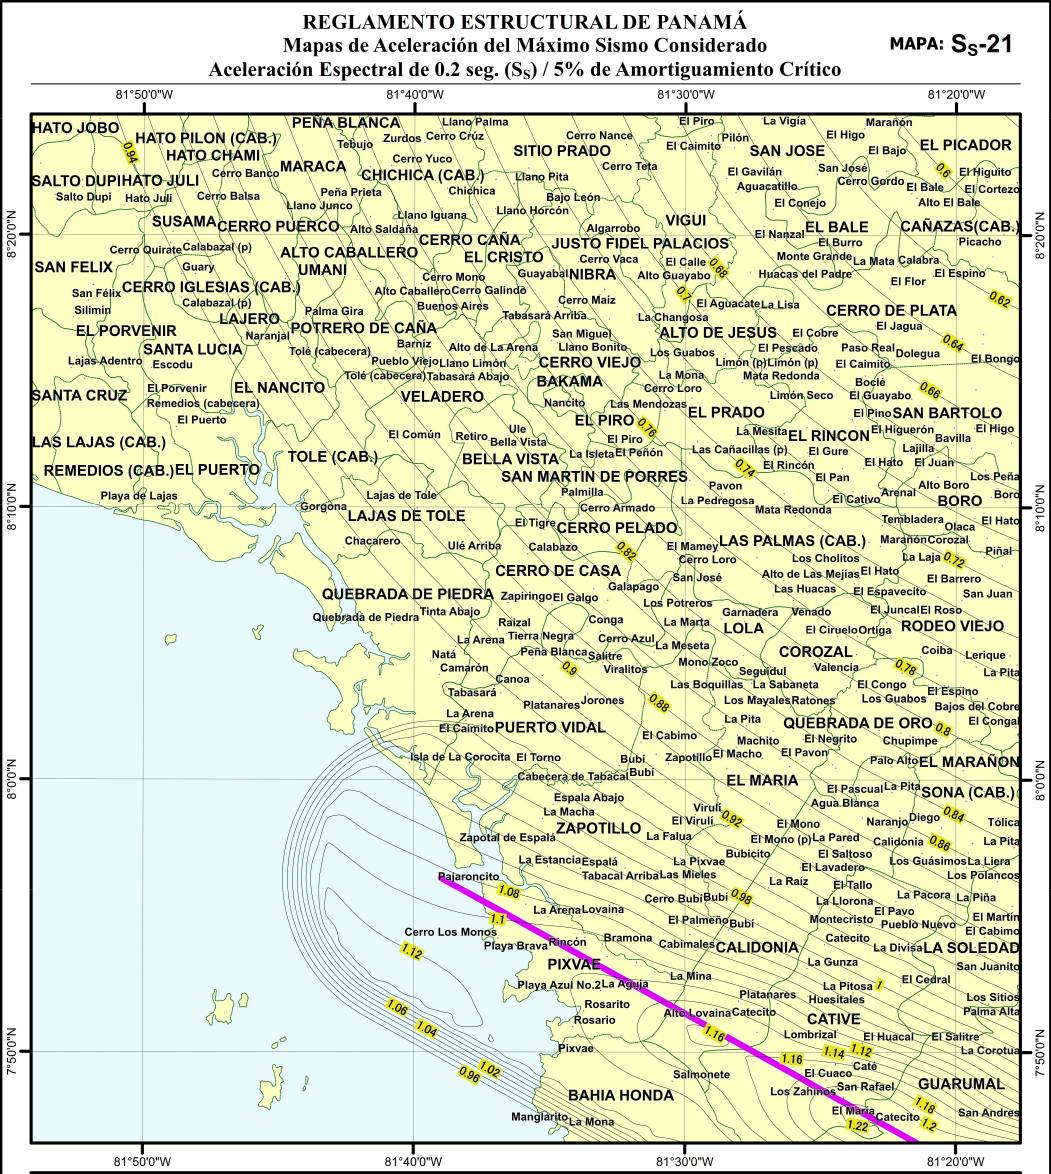 REGLAMENTO ESTRUCTURAL DE PANAMÁ
Mapas de Aceleración del Máximo Sismo Considerado
MAPA: SS-21
Aceleración Espectral de 0.2 seg. (SS) / 5% de Amortiguamiento Crítico
81°50'0"W 81°40'0"W 81°30'0"W 81°20'0"W
PEÑA BLANCA Llano Palma El Piro La Vigía Marañón
HATO JOBO
HATO PILON (CAB.) Zurdos Cerro Crúz Cerro Nance Pilón El Higo
Tebujo El Caimito EL PICADOR
0.94 HATO CHAMI Cerro Yuco SITIO PRADO SAN JOSE El Bajo
MARACA Cerro Teta San José 0.6
Cerro Banco CHICHICA (CAB.) Llano Pita El Gavilán El Higuito
SALTO DUPI HATO JULI Cerro Gordo
Peña Prieta Chichica Aguacatillo El Bale El Cortezo
Salto Dupi Hato Juli Cerro Balsa Bajo León
Llano Junco El Conejo Alto El Bale
Llano Iguana Llano Horcón
SUSAMA CERRO PUERCO Alto Saldaña Algarrobo VIGUI EL BALE CAÑAZAS(CAB.)
El Nanzal
8°20'0"N CERRO CAÑA JUSTO FIDEL PALACIOS El Burro Picacho 8°20'0"N
Cerro Quirate Calabazal (p) ALTO CABALLERO EL CRISTO Cerro Vaca Monte Grande
SAN FELIX Guary UMANI El Calle 0.68 La Mata Calabra
Cerro Mono Guayabal NIBRA Alto Guayabo Huacas del Padre El Espino
CERRO IGLESIAS (CAB.) El Flor
San Félix Alto Caballero Cerro Galindo 0.7
Calabazal (p) Cerro Maíz 0.62
Silimín Palma Gira Buenos Aires El Aguacate La Lisa
LAJERO Tabasará Arriba La Changosa CERRO DE PLATA
EL PORVENIR POTRERO DE CAÑA El Jagua
Naranjal San Miguel ALTO DE JESUS El Cobre
SANTA LUCIA Barníz Alto de La Arena Llano Bonito Los Guabos El Pescado Paso Real 0.64
Lajas Adentro Tolé (cabecera) Pueblo Viejo Llano Limón CERRO VIEJO Dolegua El Bongo
Escodu Limón (p) Limón (p) El Caimito
Tolé (cabecera) Tabasará Abajo BAKAMA La Mona Mata Redonda
El Porvenir EL NANCITO Cerro Loro Boclé 0.66
SANTA CRUZ VELADERO Limón Seco El Guayabo
Remedios (cabecera) Nancito Las Mendozas EL PRADO El Pino SAN BARTOLO
El Puerto EL PIRO 0.76
Ule La Mesita El Higuerón El Higo
El Común Retiro El Piro EL RINCON Bavilla
LAS LAJAS (CAB.) Bella Vista El Gure Lajilla
TOLE (CAB.) La Isleta El Peñón Las Cañacillas (p)
REMEDIOS (CAB.) EL PUERTO BELLA VISTA 0.74 El Rincón El Hato El Juan
SAN MARTIN DE PORRES El Pan Los Peña
Playa de Lajas Lajas de Tole Palmilla Pavon Alto Boro
La Pedregosa El Cativo Arenal BORO Boro
8°10'0"N Gorgona Cerro Armado Mata Redonda 8°10'0"N
LAJAS DE TOLE El Tigre CERRO PELADO Tembladera Olaca El Hato
Chacarero Ulé Arriba Calabazo 0.82 El Mamey LAS PALMAS (CAB.) Marañón Corozal Piñal
Cerro Loro Los Cholitos La Laja 0.72
CERRO DE CASA San José Alto de Las Mejías El Hato El Barrero
QUEBRADA DE PIEDRA Zapiringo El Galgo Galapago Las Huacas El Espavecito San Juan
Quebrada de Piedra Tinta Abajo Los Potreros Garnadera Venado El Juncal El Roso
Raizal Conga La Marta LOLA El Ciruelo Ortiga RODEO VIEJO
La Arena Tierra Negra Cerro Azul La Meseta
Natá Peña Blanca Salitre COROZAL Coiba Lerique
Camarón 0.9 Viralitos Mono Zoco Valencia 0.78 La Pita
Canoa Seguidul
Tabasará Las Boquillas La Sabaneta El Congo El Espino
Platanares Jorones 0.88 Los Mayales Ratones Los Guabos Bajos del Cobre
La Arena La Pita El Congal
El Caimito PUERTO VIDAL El Cabimo QUEBRADA DE ORO 0.8
Machito El Negrito Chupimpe
Isla de La Corocita El Torno Bubí Zapotillo El Macho El Pavon Palo Alto EL MARAÑON
8°0'0"N Cabecera de Tabacal Bubí EL MARIA 8°0'0"N
El Pascual La Pita SONA (CAB.)
Espala Abajo Virulí Agua Blanca
La Macha El Virulí 0.92 El Mono Naranjo Diego 0.84 Tólica
Zapotal de Espalá ZAPOTILLO La Falua El Mono (p) La Pared Calidonia 0.86 La Pita
La Estancia Espalá La Pixvae Bubicito El Saltoso Los Guásimos La Liera
Pajaroncito Tabacal Arriba Las Mieles El Lavadero Los Polancos
1.08 La Raíz El Tallo
Cerro Bubí Bubí 0.98 La Llorona La Pacora La Piña
1.1 La Arena Lovaina El Palmeño Bubí Montecristo El Pavo El Martín
Cerro Los Monos Pueblo Nuevo El Cabimo
Playa Brava Rincón Bramona Cabimales CALIDONIA Catecito La Divisa LA SOLEDAD
1.12 PIXVAE La Gunza San Juanito
La Mina El Cedral
Playa Azul No.2 La Aguja Platanares La Pitosa 1
1.06 Rosarito Huesitales Los Sitios
Alto Lovaina Catecito Palma Alta
1.04 Rosario CATIVE
1.16 Lombrizal El Huacal El Salitre
7°50'0"N Pixvae 1.16 1.14 1.12 La Corotua 7°50'0"N
1.02 Caté
0.96 Salmonete El Cuaco
San Rafael GUARUMAL
BAHIA HONDA Los Zahinos
1.18
Manglarito La Mona El María Catecito San Andres
1.22 1.2
81°50'0"W 81°40'0"W 81°30'0"W 81°20'0"W